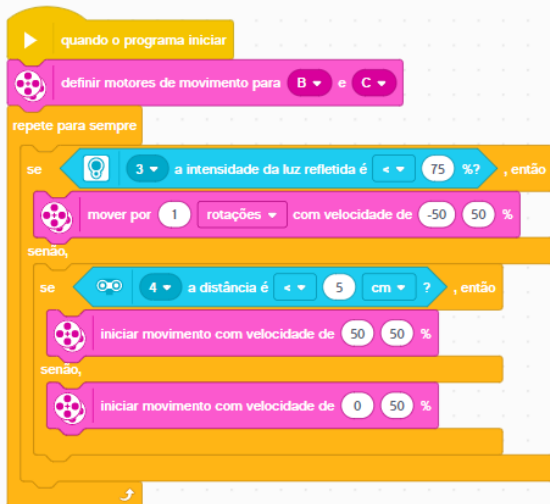 quando o programa iniciar
definir motores de movimento para B e C
repete para sempre
se 3 a intensidade da luz refletida é < 75 %? , então
mover por 1 rotações com velocidade de -50 50 %
senão,
se 4 a distância é < 5 cm ? , então
iniciar movimento com velocidade de 50 50 %
senão,
iniciar movimento com velocidade de 0 50 %